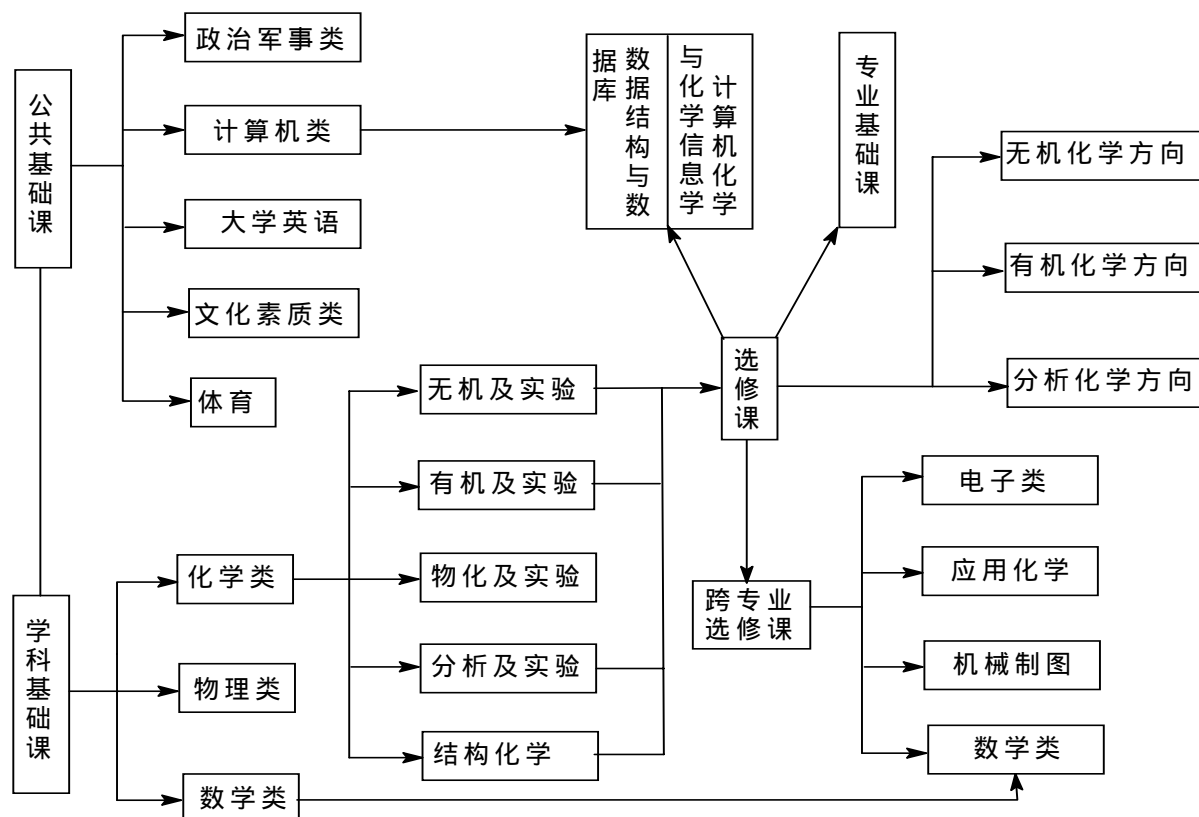 公共基础课
政治军事类
计算机类
大学英语
文化素质类
体育
数据结构与数
据库
计算机化学
与化学信息学
专业基础课
无机化学方向
有机化学方向
分析化学方向
选修课
无机及实验
有机及实验
物化及实验
分析及实验
结构化学
学科基础课
化学类
物理类
数学类
跨专业
选修课
电子类
应用化学
机械制图
数学类